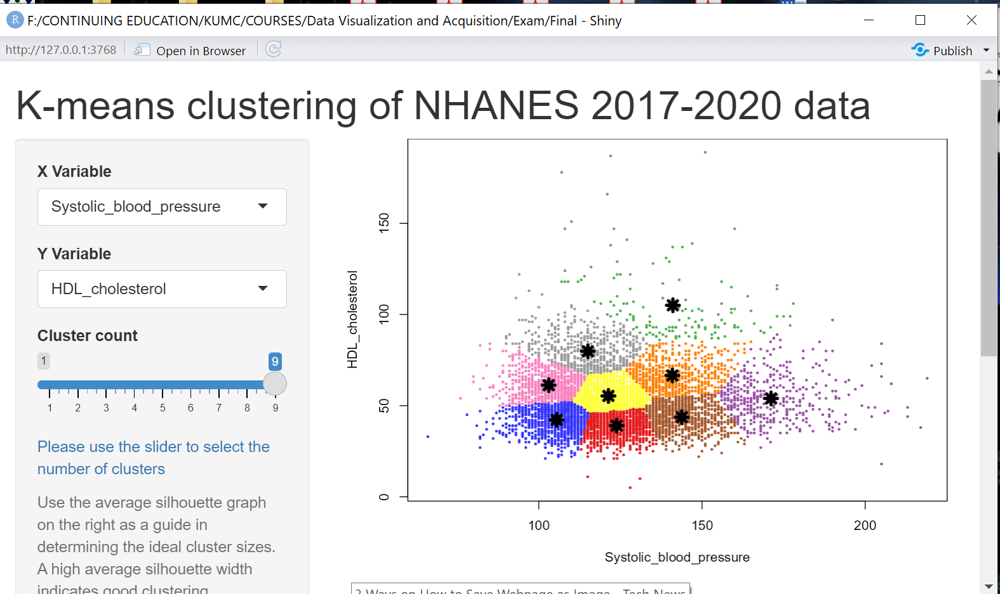 R F:/CONTINUING EDUCATION/KUMC/COURSES/Data Visualization and Acquisition/Exam/Final - Shiny
http://127.0.0.1:3768 Open in Browser Publish
K-means clustering of NHANES 2017-2020 data
X Variable
Systolic_blood_pressure
Y Variable
HDL_cholesterol
Cluster count
1 9
1 2 3 4 5 6 7 8 9
Please use the slider to select the
number of clusters
Use the average silhouette graph
on the right as a guide in
determining the ideal cluster sizes.
A high average silhouette width
indicates good clustering
HDL_cholesterol
150
100
50
0
100 150 200
Systolic_blood_pressure
3 Ways on How to Save Webpage as Image - Tech News